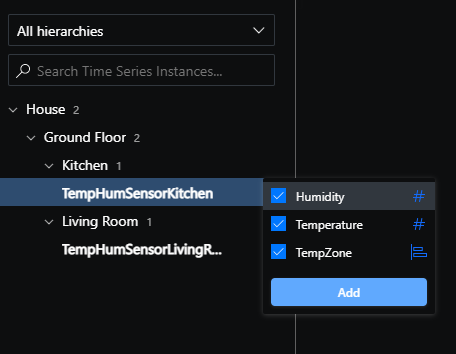 All hierarchies
Search Time Series Instances...
House 2
Ground Floor 2
Kitchen 1
TempHumSensorKitchen
Humidity #
Temperature #
Living Room 1
TempZone
TempHumSensorLivingR...
Add